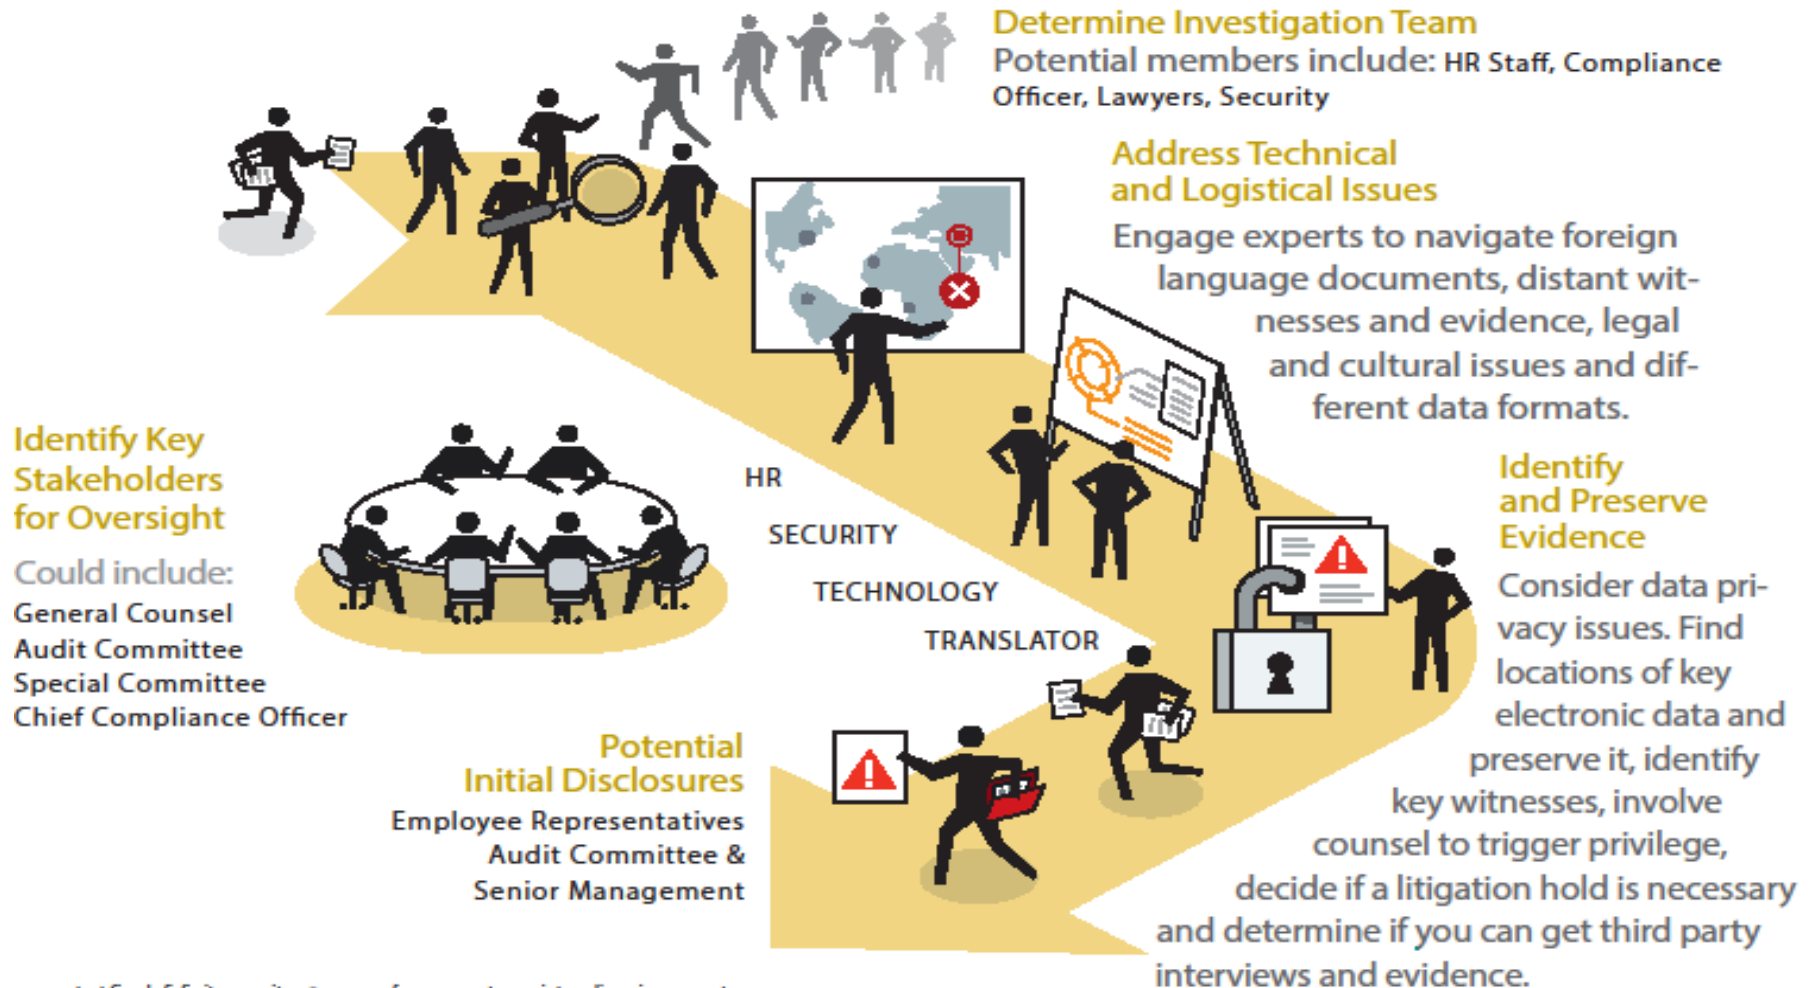 Determine Investigation Team
Potential members include: HR Staff, Compliance
Officer, Lawyers, Security
Address Technical
and Logistical Issues
Engage experts to navigate foreign
language documents, distant wit-
nesses and evidence, legal
and cultural issues and dif-
ferent data formats.
Identify Key
Stakeholders
for Oversight
Could include:
General Counsel
Audit Committee
Special Committee
Chief Compliance Officer
HR
SECURITY
TECHNOLOGY
TRANSLATOR
Identify
and Preserve
Evidence
Consider data pri-
vacy issues. Find
locations of key
electronic data and
preserve it, identify
key witnesses, involve
counsel to trigger privilege,
decide if a litigation hold is necessary
and determine if you can get third party
interviews and evidence.
Potential
Initial Disclosures
Employee Representatives
Audit Committee &
Senior Management